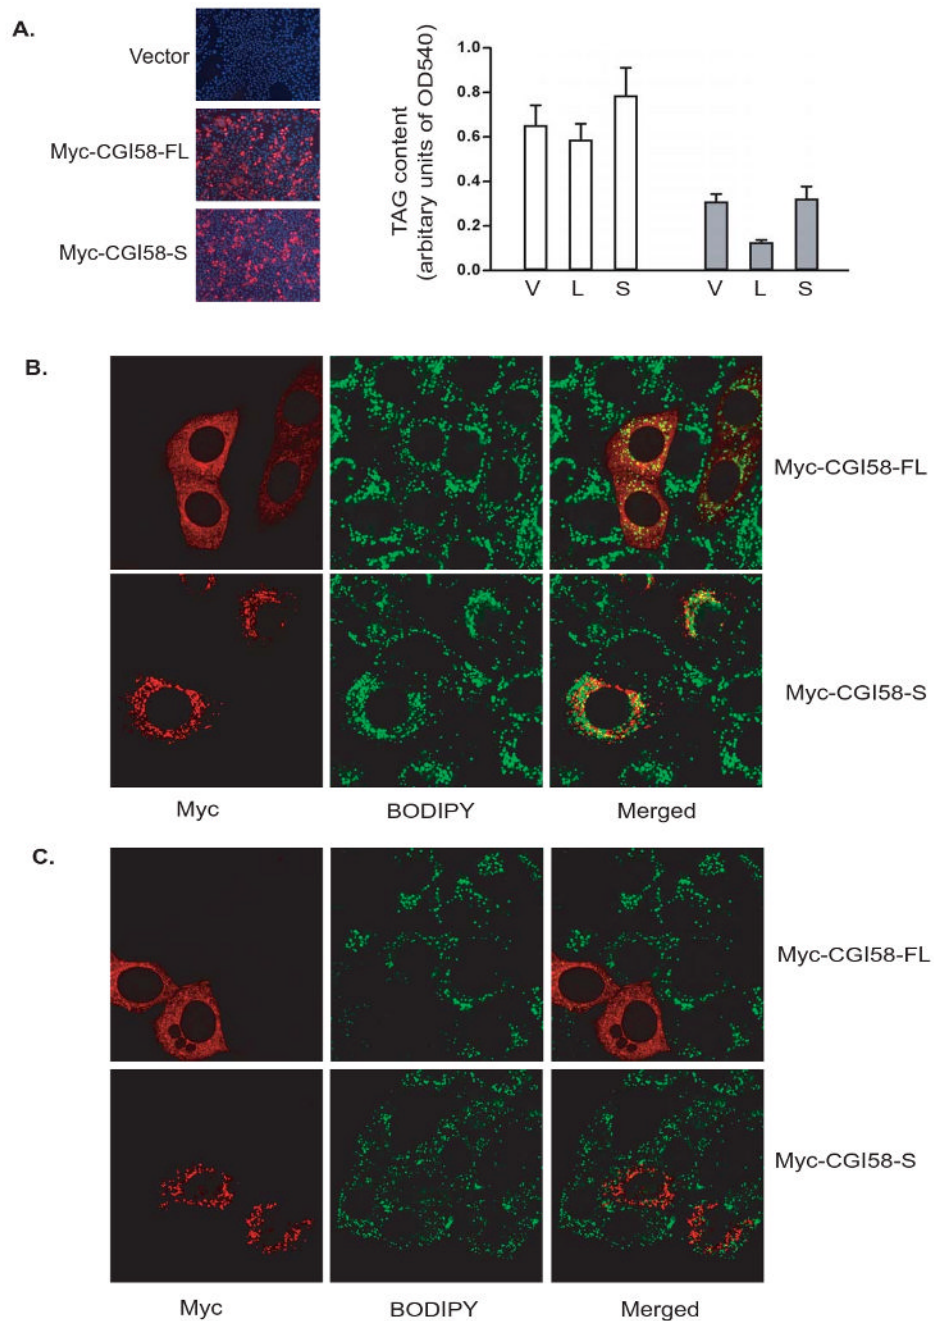 A.
Vector
Myc-CGI58-FL
Myc-CGI58-S
TAG content
(arbitary units of OD540)
1.0
0.8
0.6
0.4
0.2
0.0
V L S V L S
B.
Myc-CGI58-FL
Myc-CGI58-S
Myc BODIPY Merged
C.
Myc-CGI58-FL
Myc-CGI58-S
Myc BODIPY Merged